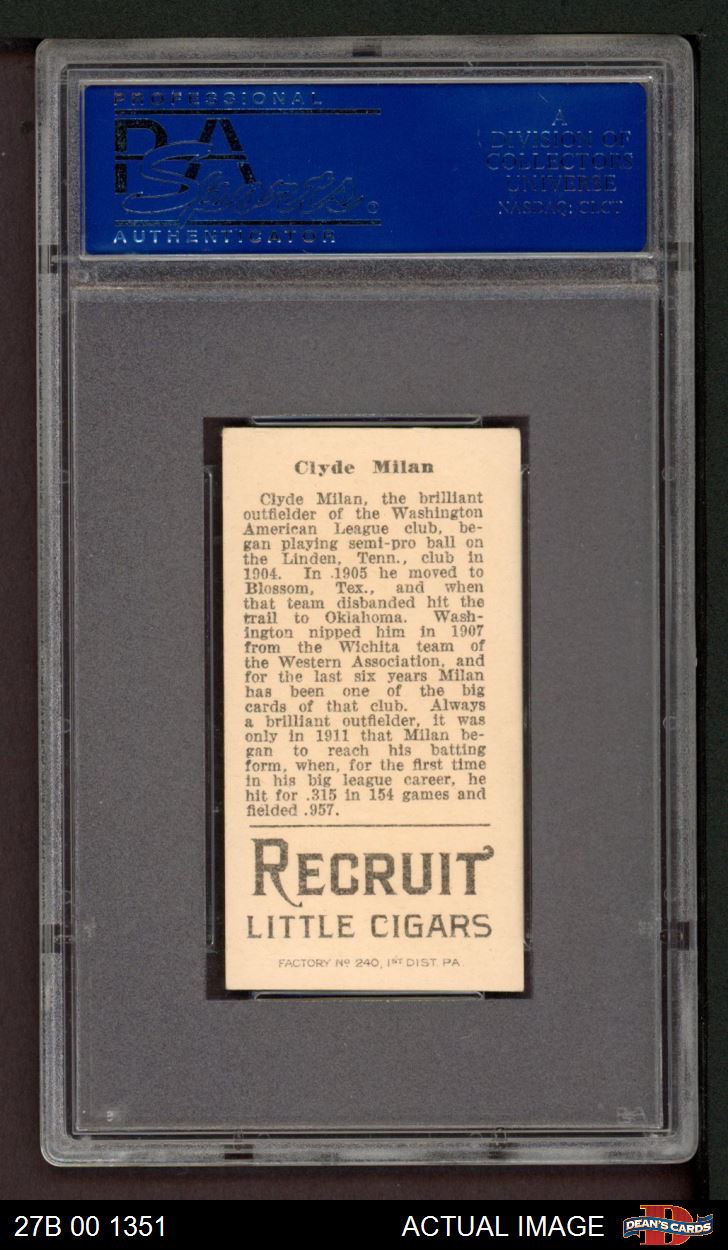 PROFESSIONAL
PSA
Sports
AUTHENTICATOR
A
DIVISION OF
COLLECTORS
UNIVERSE
NASDAQ: CLCT
Clyde Milan
Clyde Milan, the brilliant
outfielder of the Washington
American League club, be-
gan playing semi-pro ball on
the Linden, Tenn., club in
1904. In 1905 he moved to
Blossom, Tex., and when
that team disbanded hit the
trail to Oklahoma. Wash-
ington nipped him in 1907
from the Wichita team of
the Western Association, and
for the last six years Milan
has been one of the big
cards of that club. Always
a brilliant outfielder, it was
only in 1911 that Milan be-
gan to reach his batting
form, when, for the first time
in his big league career, he
hit for .315 in 154 games and
fielded .957.
RECRUIT
LITTLE CIGARS
FACTORY No 240, 1ST DIST. PA.
27B 00 1351
ACTUAL IMAGE
DEAN'S CARDS